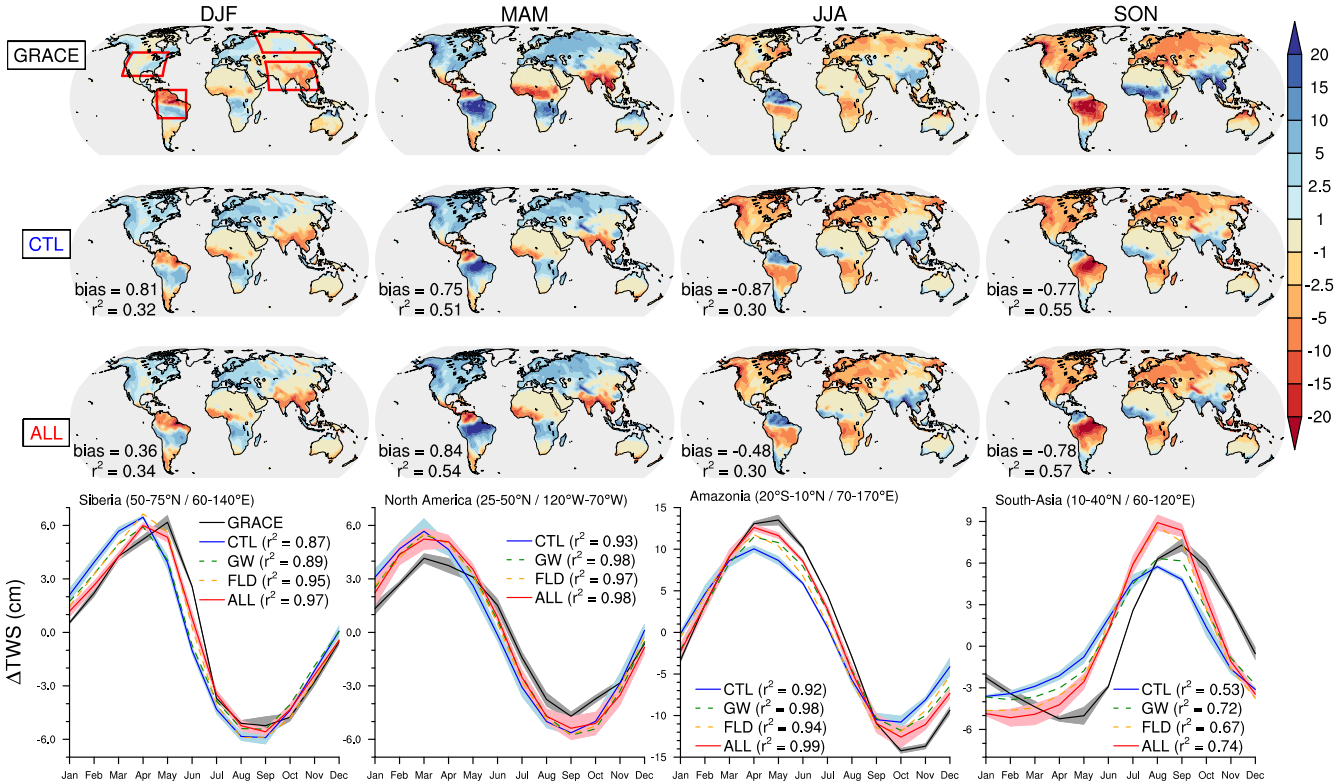 DJF MAM JJA SON
GRACE
CTL
bias = 0.81
r² = 0.32
bias = 0.75
r² = 0.51
bias = -0.87
r² = 0.30
bias = -0.77
r² = 0.55
ALL
bias = 0.36
r² = 0.34
bias = 0.84
r² = 0.54
bias = -0.48
r² = 0.30
bias = -0.78
r² = 0.57
20
15
10
5
2.5
1
-1
-2.5
-5
-10
-15
-20
ΔTWS (cm)
Siberia (50-75°N / 60-140°E)
6.0
3.0
0.0
-3.0
-6.0
GRACE
CTL (r² = 0.87)
GW (r² = 0.89)
FLD (r² = 0.95)
ALL (r² = 0.97)
Jan Feb Mar Apr May Jun Jul Aug Sep Oct Nov Dec
North America (25-50°N / 120°W-70°W)
6.0
3.0
0.0
-3.0
-6.0
CTL (r² = 0.93)
GW (r² = 0.98)
FLD (r² = 0.97)
ALL (r² = 0.98)
Jan Feb Mar Apr May Jun Jul Aug Sep Oct Nov Dec
Amazonia (20°S-10°N / 70-170°E)
15
10
5
0
-5
-10
-15
CTL (r² = 0.92)
GW (r² = 0.98)
FLD (r² = 0.94)
ALL (r² = 0.99)
Jan Feb Mar Apr May Jun Jul Aug Sep Oct Nov Dec
South-Asia (10-40°N / 60-120°E)
9
6
3
0
-3
-6
CTL (r² = 0.53)
GW (r² = 0.72)
FLD (r² = 0.67)
ALL (r² = 0.74)
Jan Feb Mar Apr May Jun Jul Aug Sep Oct Nov Dec